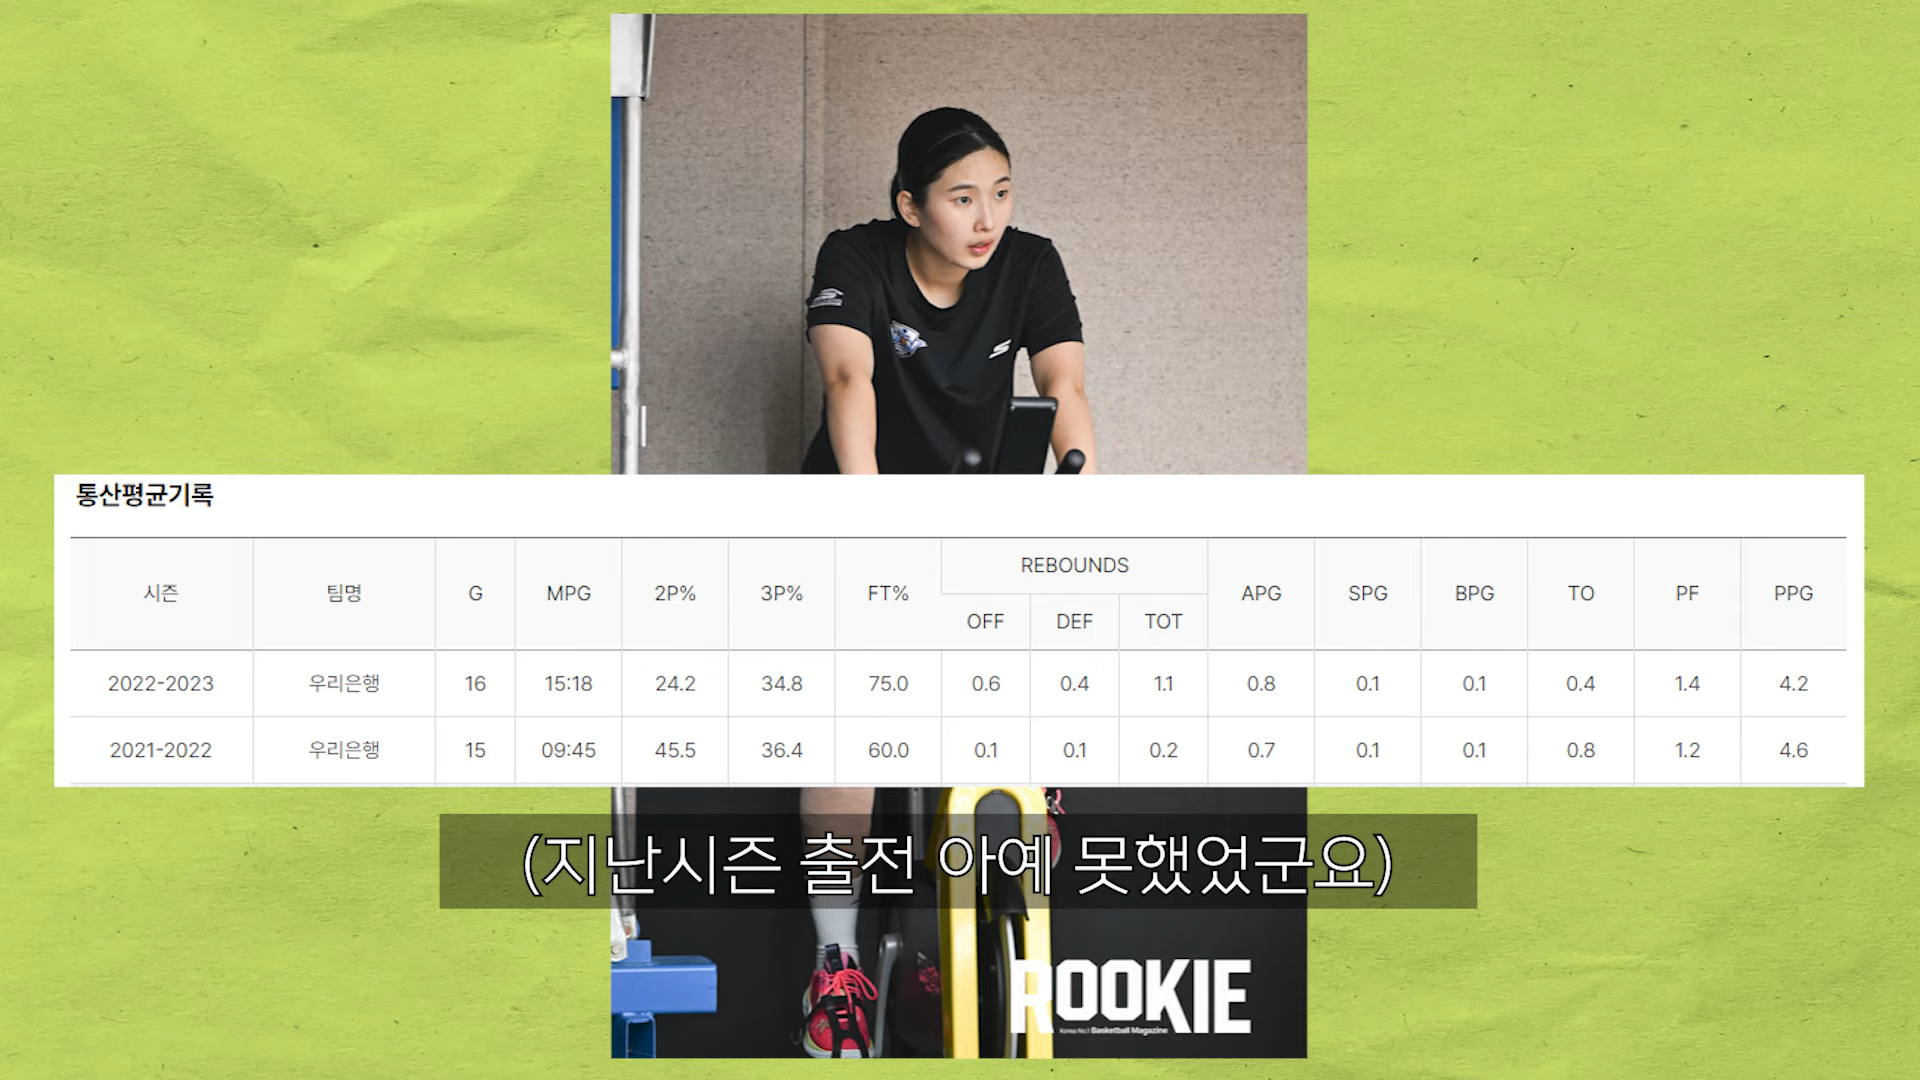 통산평균기록
시즌 팀명 G MPG 2P% 3P% FT% REBOUNDS APG SPG BPG TO PF PPG
OFF DEF TOT
2022-2023 우리은행 16 15:18 24.2 34.8 75.0 0.6 0.4 1.1 0.8 0.1 0.1 0.4 1.4 4.2
2021-2022 우리은행 15 09:45 45.5 36.4 60.0 0.1 0.1 0.2 0.7 0.1 0.1 0.8 1.2 4.6
(지난시즌 출전 아예 못했었군요)
ROOKIE
Korea No.1 Basketball Magazine